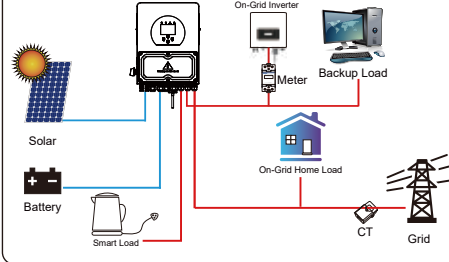 On-Grid Inverter
Meter
Backup Load
Solar
On-Grid Home Load
Battery
Smart Load
CT
Grid